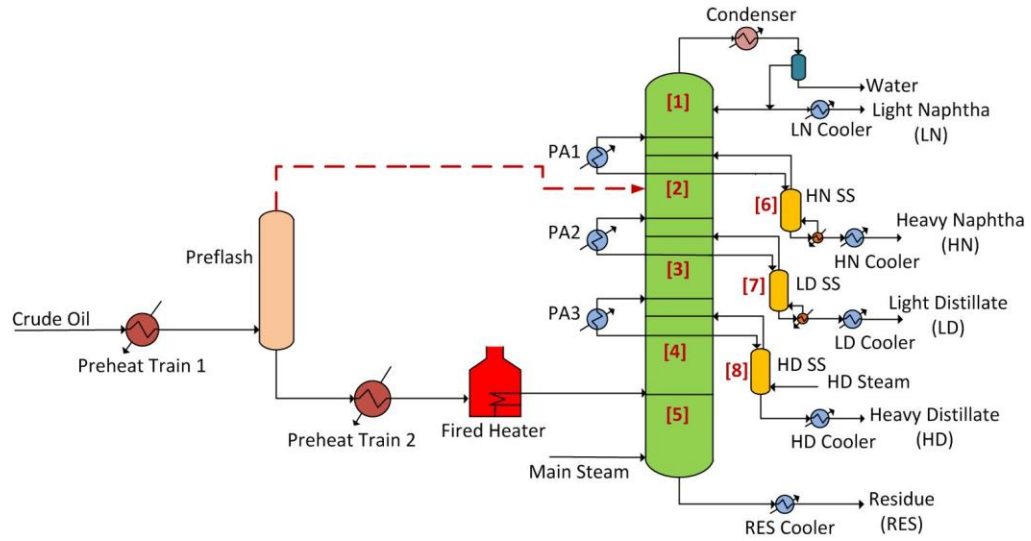 Condenser
[1]
Water
Light Naphtha
(LN)
LN Cooler
PA1
[2]
HN SS
[6]
Heavy Naphtha
(HN)
HN Cooler
Preflash
PA2
[3]
LD SS
[7]
Light Distillate
(LD)
LD Cooler
Crude Oil
Preheat Train 1
PA3
[4]
HD SS
[8]
HD Steam
Heavy Distillate
(HD)
HD Cooler
Preheat Train 2
Fired Heater
[5]
Main Steam
Residue
(RES)
RES Cooler